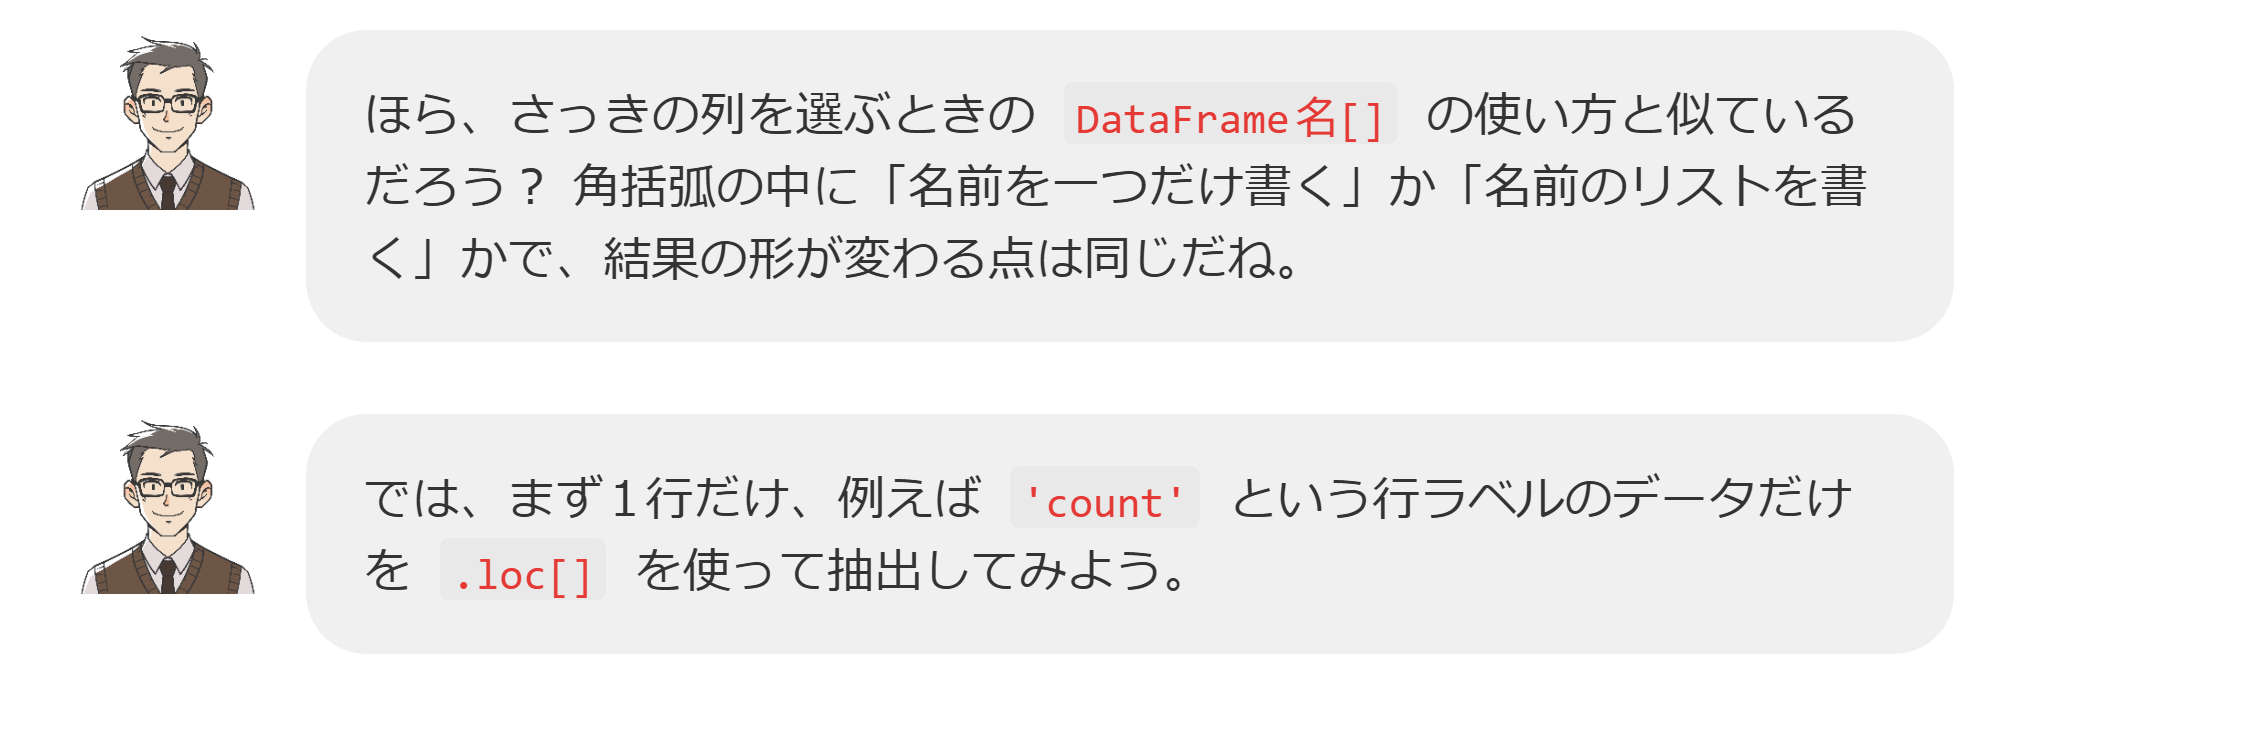 ほら、さっきの列を選ぶときの DataFrame名[] の使い方と似ている
だろう？ 角括弧の中に「名前を一つだけ書く」か「名前のリストを書
く」かで、結果の形が変わる点は同じだね。
では、まず１行だけ、例えば 'count' という行ラベルのデータだけ
を .loc[] を使って抽出してみよう。